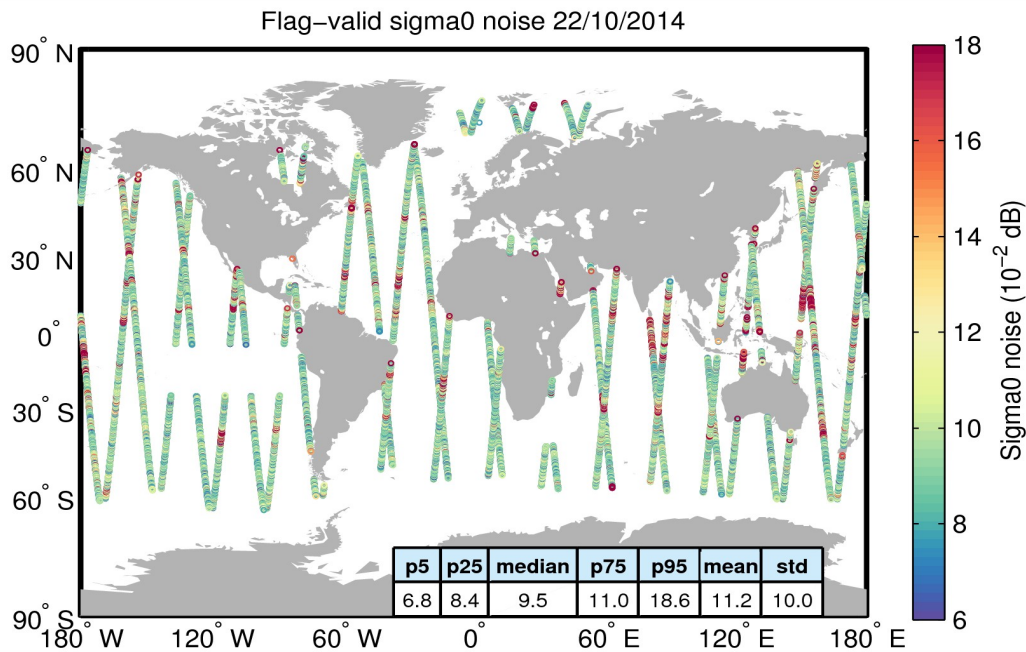 Flag−valid sigma0 noise 22/10/2014
90° N
60° N
30° N
0°
30° S
60° S
90° S
180° W
120° W
60° W
0°
60° E
120° E
180° E
p5 p25 median p75 p95 mean std
6.8 8.4 9.5 11.0 18.6 11.2 10.0
18
16
14
12
10
8
6
Sigma0 noise (10⁻² dB)